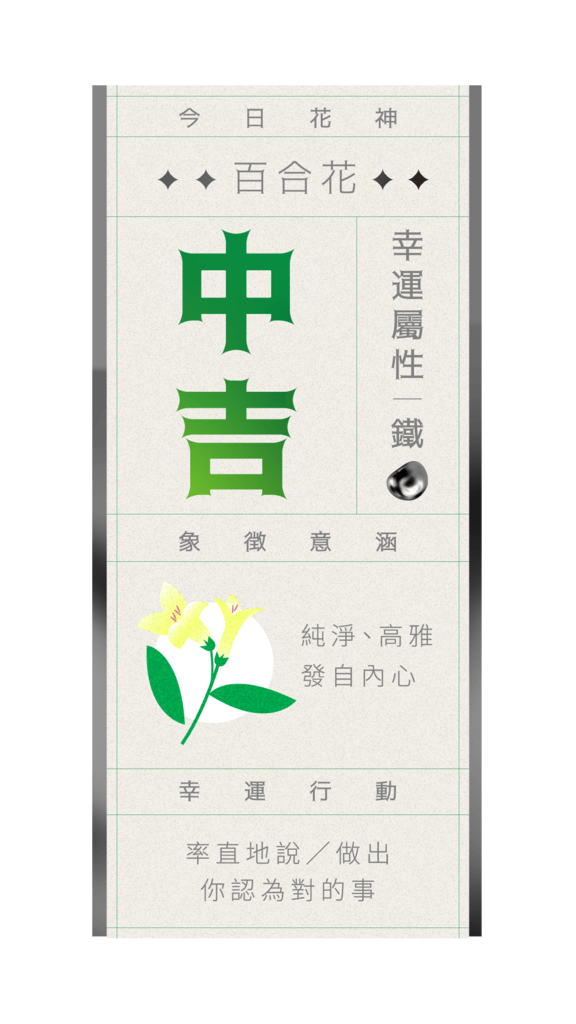 今日花神
百合花
中吉
幸運屬性｜鐵
象徵意涵
純淨、高雅
發自內心
幸運行動
率直地說／做出
你認為對的事